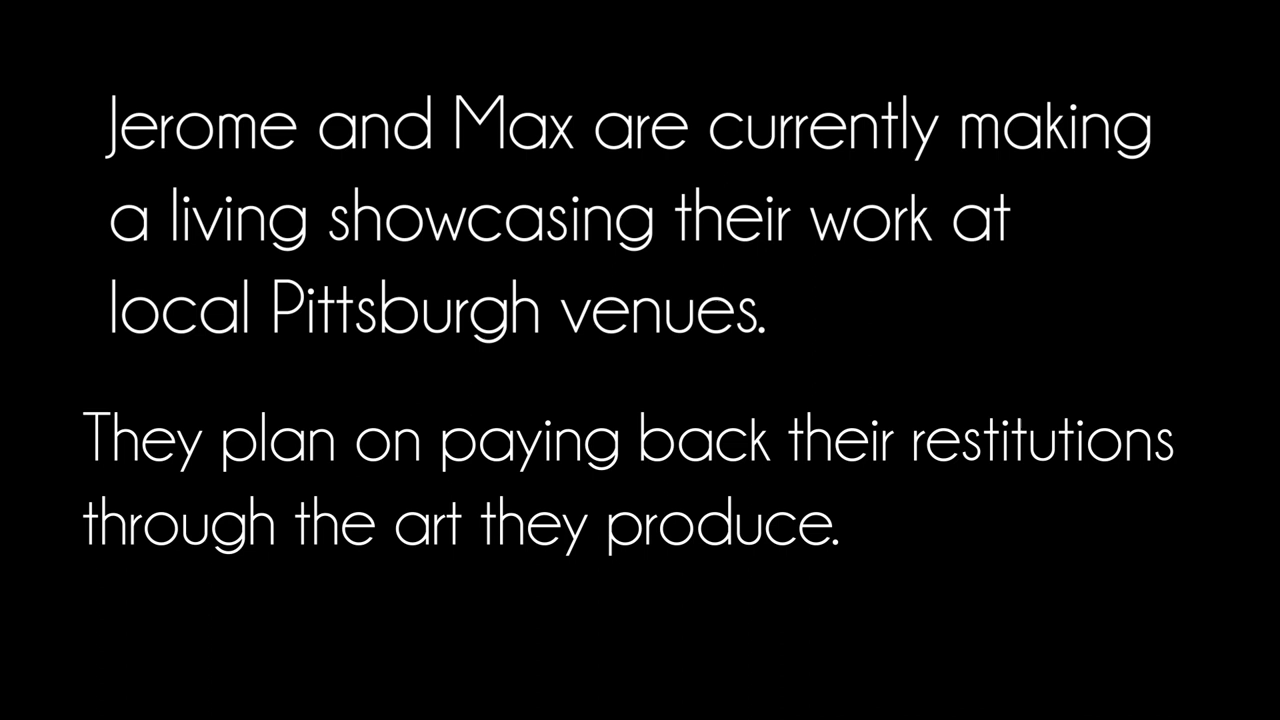 Jerome and Max are currently making
a living showcasing their work at
local Pittsburgh venues.
They plan on paying back their restitutions
through the art they produce.